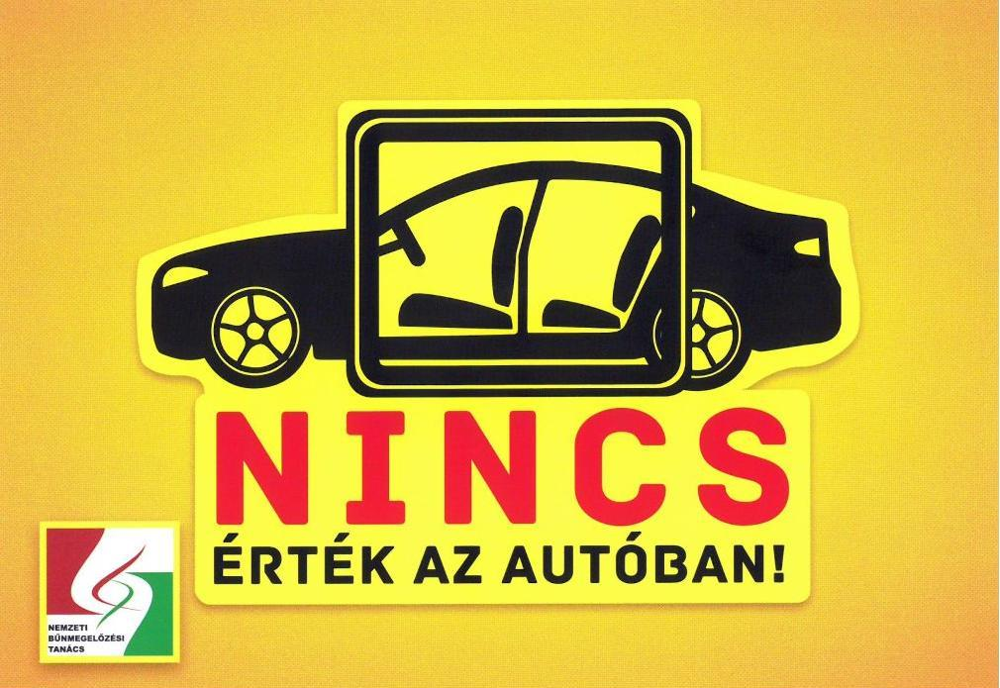 NINCS
ÉRTÉK AZ AUTÓBAN!
NEMZETI
BŰNMEGELŐZÉSI
TANÁCS